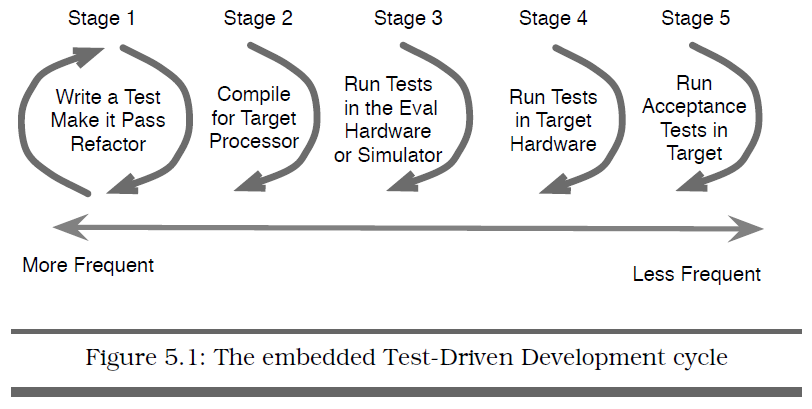 Stage 1
Stage 2
Stage 3
Stage 4
Stage 5
Write a Test
Make it Pass
Refactor
Compile
for Target
Processor
Run Tests
in the Eval
Hardware
or Simulator
Run Tests
in Target
Hardware
Run
Acceptance
Tests in
Target
More Frequent
Less Frequent
Figure 5.1: The embedded Test-Driven Development cycle